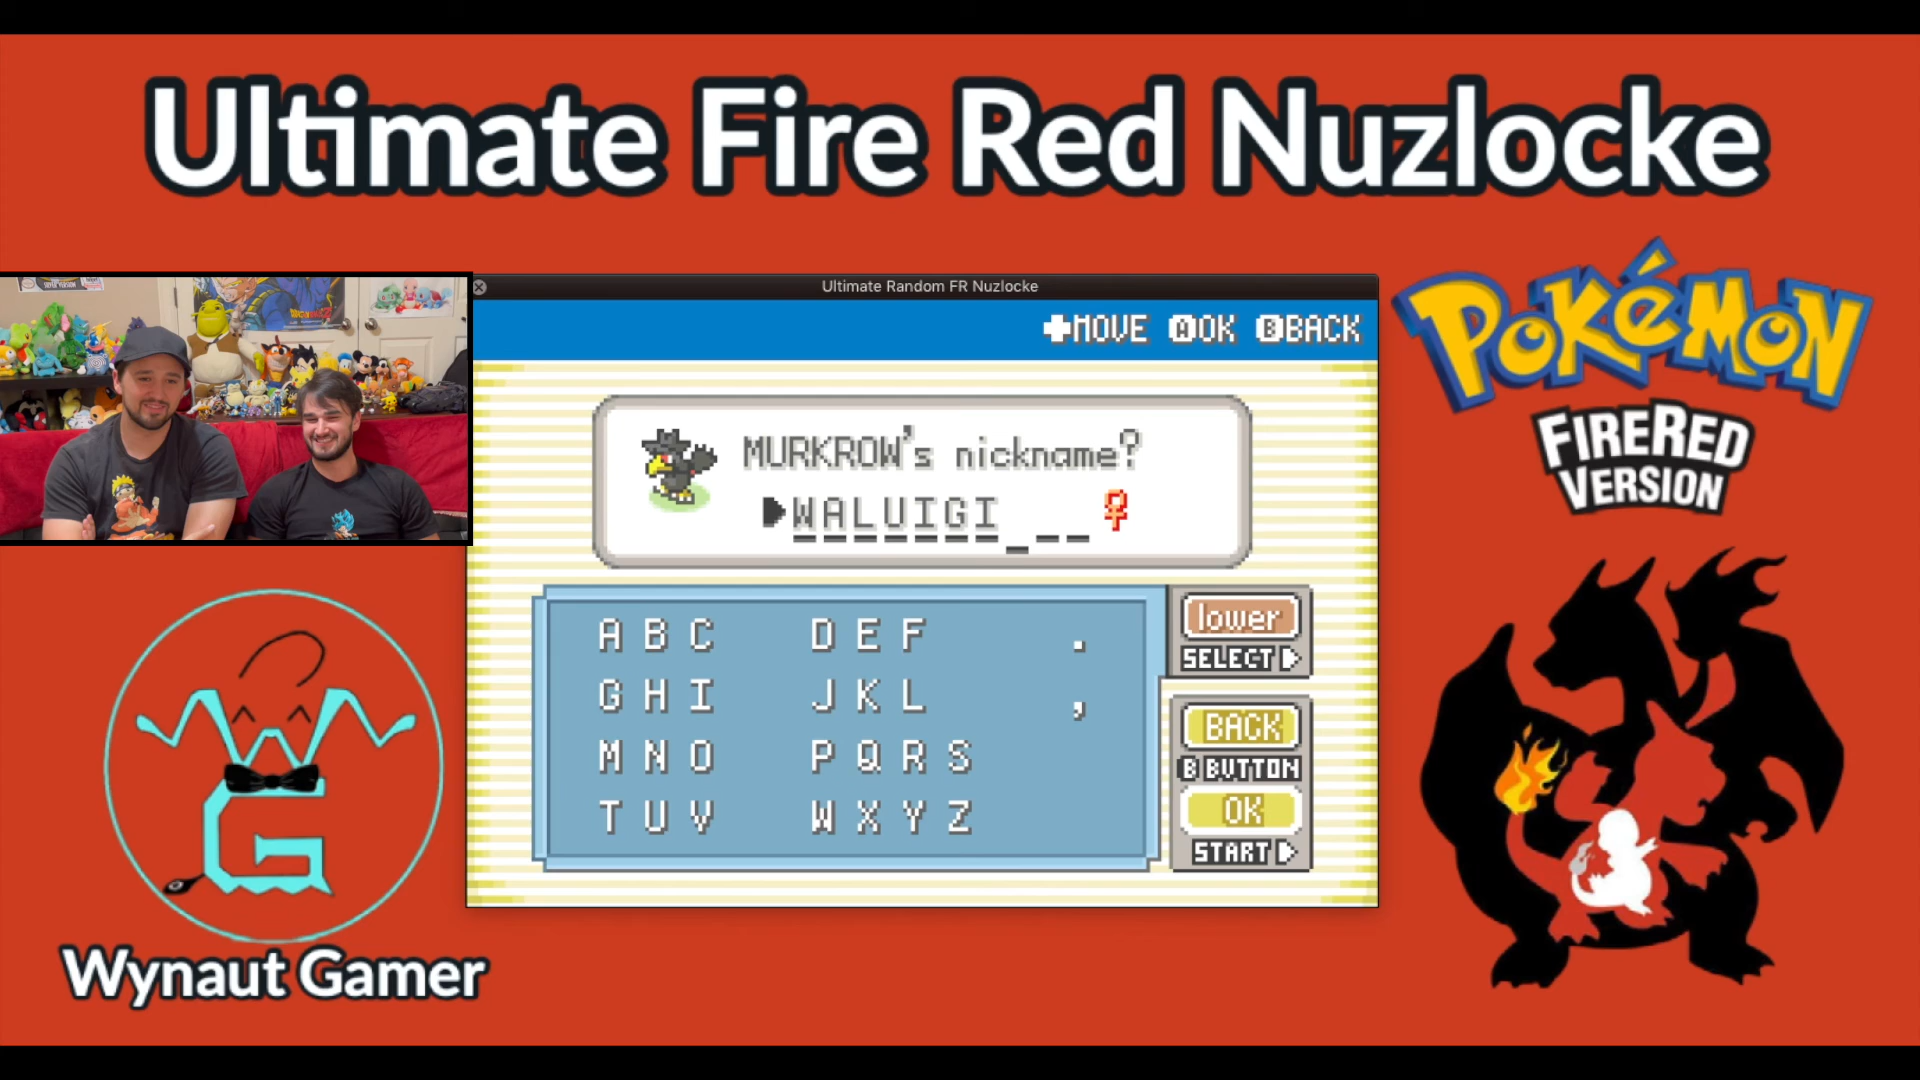 Ultimate Fire Red Nuzlocke
Ultimate Random FR Nuzlocke
MOVE A OK B BACK
MURKROW's nickname?
WALUIGI
A B C D E F .
G H I J K L ,
M N O P Q R S
T U V W X Y Z
lower
SELECT
BACK
B BUTTON
OK
START
POKéMON
FIRERED
VERSION
WG
Wynaut Gamer